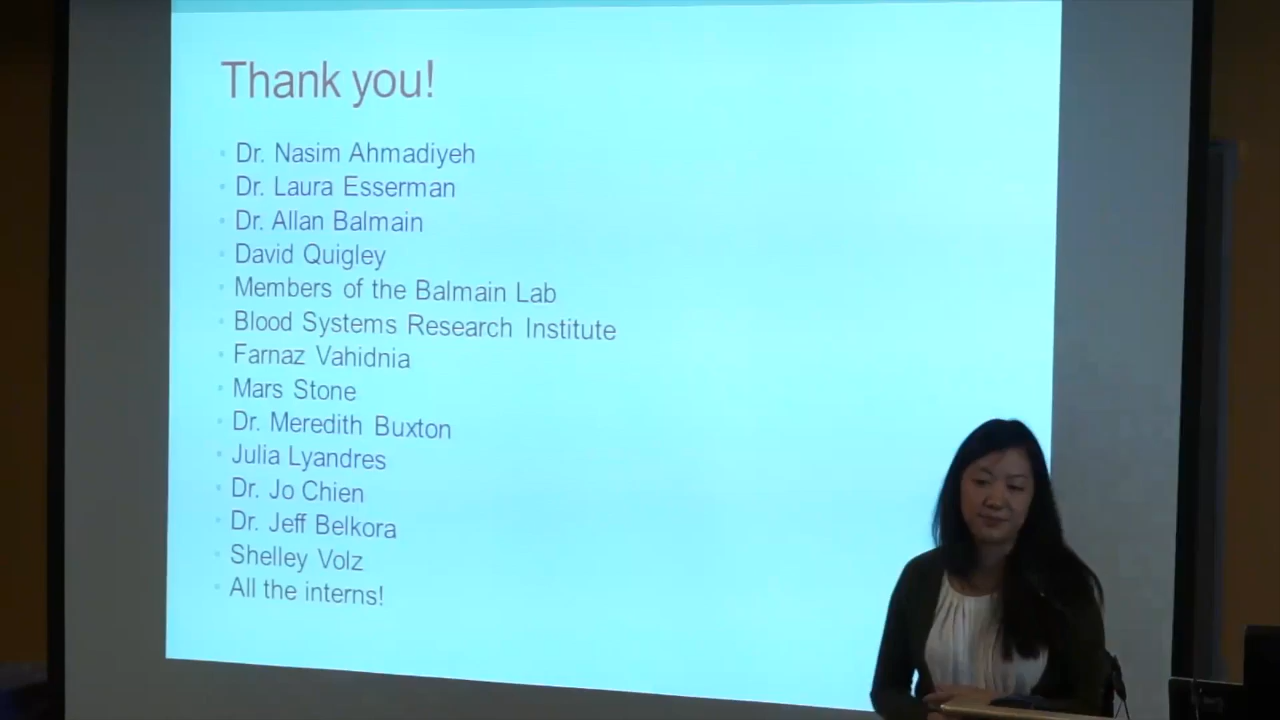 Thank you!
Dr. Nasim Ahmadiyeh
Dr. Laura Esserman
Dr. Allan Balmain
David Quigley
Members of the Balmain Lab
Blood Systems Research Institute
Farnaz Vahidnia
Mars Stone
Dr. Meredith Buxton
Julia Lyandres
Dr. Jo Chien
Dr. Jeff Belkora
Shelley Volz
All the interns!